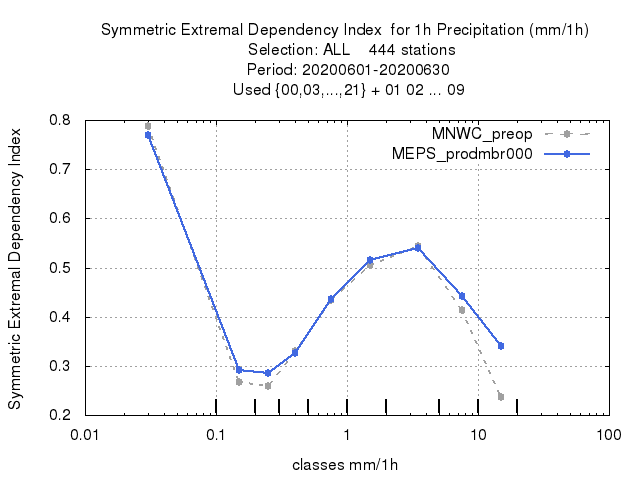 Symmetric Extremal Dependency Index  for 1h Precipitation (mm/1h)
Selection: ALL    444 stations
Period: 20200601-20200630
Used {00,03,...,21} + 01 02 ... 09
MNWC_preop
MEPS_prodmbr000
Symmetric Extremal Dependency Index
0.8
0.7
0.6
0.5
0.4
0.3
0.2
0.01 0.1 1 10 100
classes mm/1h